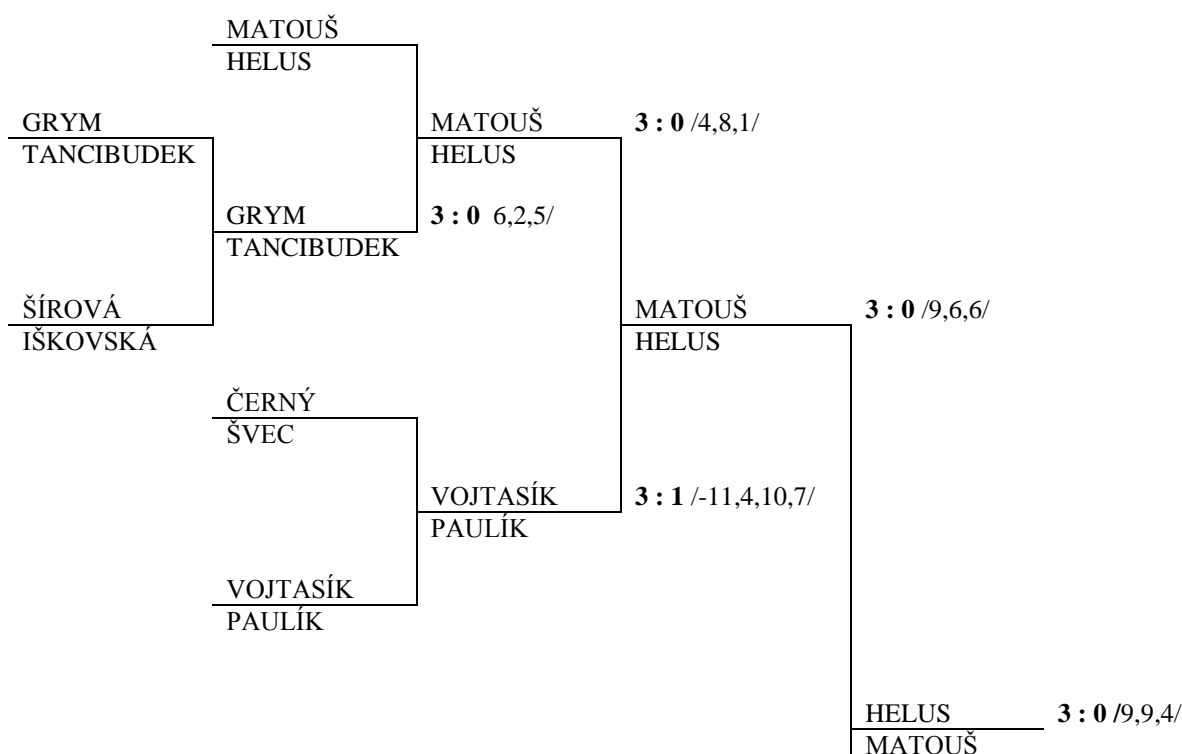 MATOUŠ
HELUS
GRYM MATOUŠ 3 : 0 /4,8,1/
TANCIBUDEK HELUS
GRYM 3 : 0 6,2,5/
TANCIBUDEK
ŠÍROVÁ MATOUŠ 3 : 0 /9,6,6/
IŠKOVSKÁ HELUS
ČERNÝ
ŠVEC
VOJTASÍK 3 : 1 /-11,4,10,7/
PAULÍK
VOJTASÍK
PAULÍK
HELUS 3 : 0 /9,9,4/
MATOUŠ